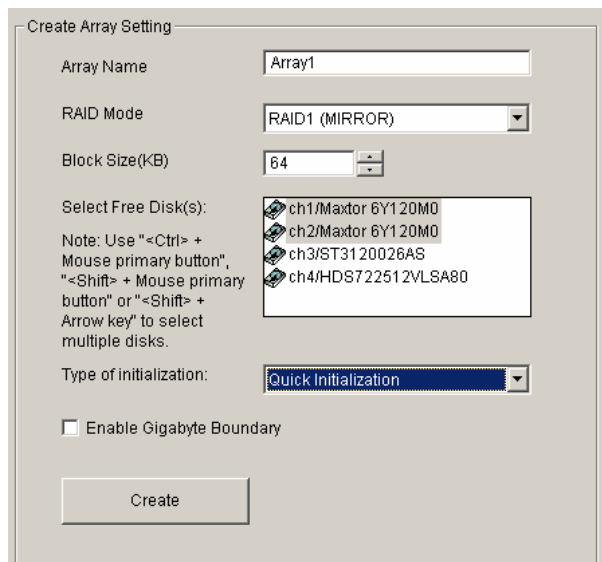 Create Array Setting
Array Name
Array1
RAID Mode
RAID1 (MIRROR)
Block Size(KB)
64
Select Free Disk(s):
ch1/Maxtor 6Y120M0
ch2/Maxtor 6Y120M0
ch3/ST3120026AS
ch4/HDS722512VLSA80
Note: Use "<Ctrl> +
Mouse primary button",
"<Shift> + Mouse primary
button" or "<Shift> +
Arrow key" to select
multiple disks.
Type of initialization:
Quick Initialization
Enable Gigabyte Boundary
Create